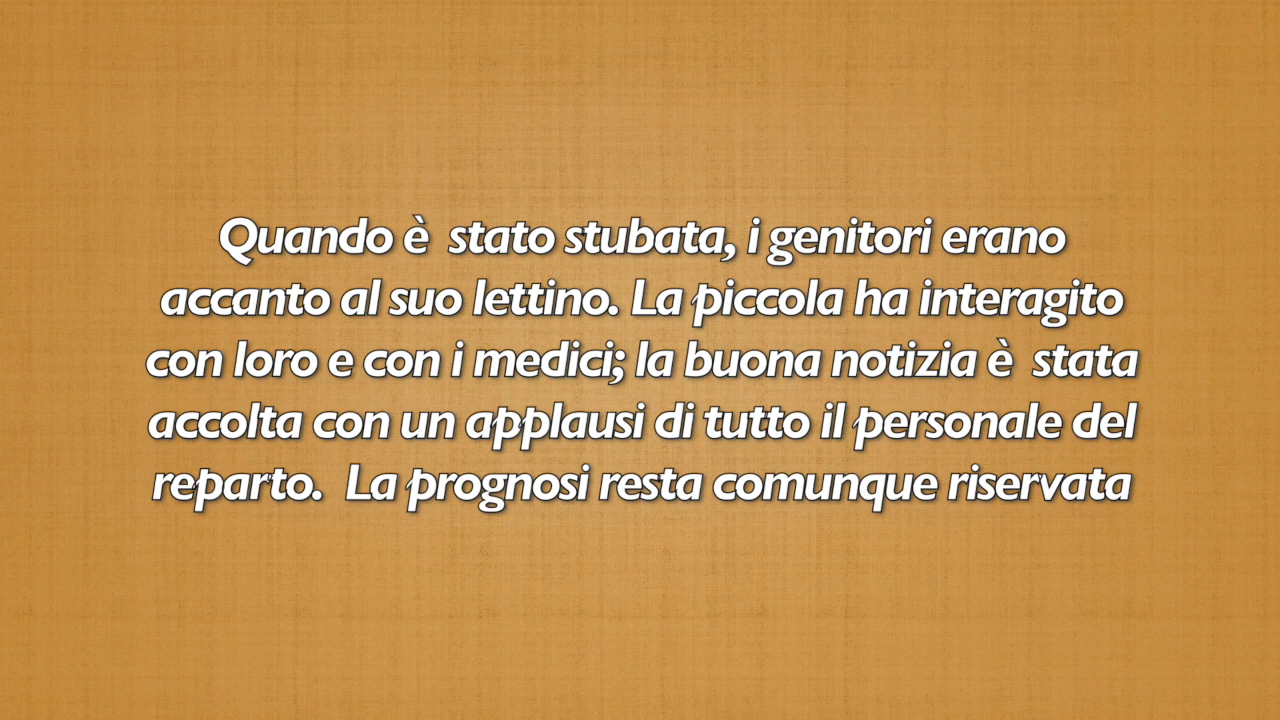 Quando è  stato stubata, i genitori erano
accanto al suo lettino. La piccola ha interagito
con loro e con i medici; la buona notizia è  stata
accolta con un applausi di tutto il personale del
reparto.  La prognosi resta comunque riservata